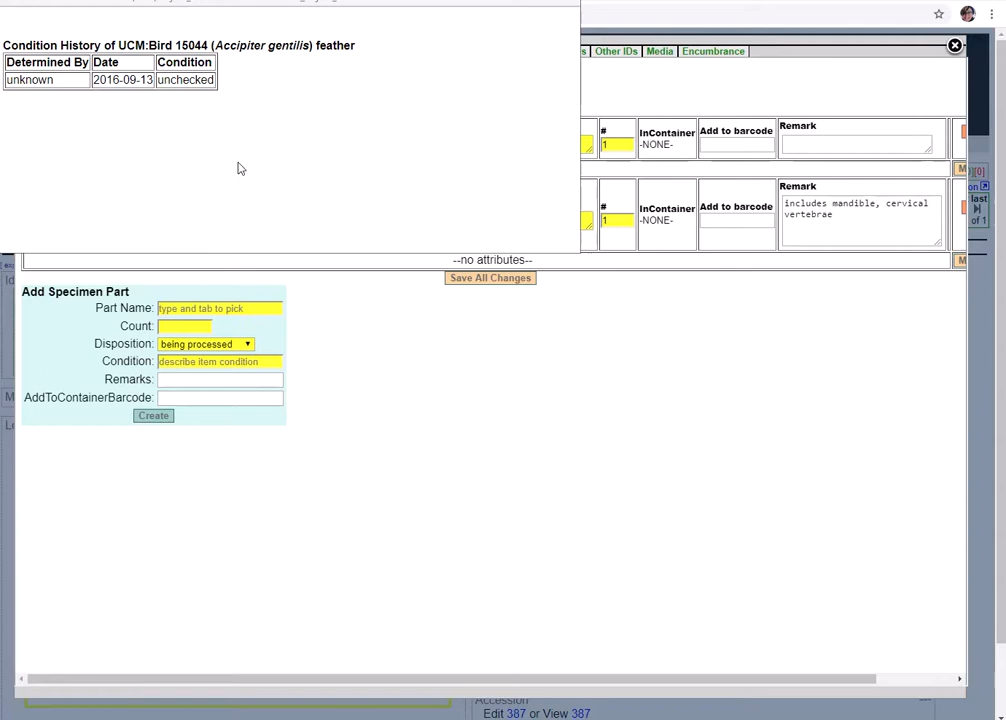 Condition History of UCM:Bird 15044 (Accipiter gentilis) feather
Determined By Date Condition
unknown 2016-09-13 unchecked
Other IDs Media Encumbrance
# InContainer Add to barcode Remark
1 -NONE-
# InContainer Add to barcode Remark
1 -NONE- includes mandible, cervical
vertebrae
--no attributes--
Save All Changes
Add Specimen Part
Part Name: type and tab to pick
Count:
Disposition: being processed
Condition: describe item condition
Remarks:
AddToContainerBarcode:
Create
last
of 1
Accession
Edit 387 or View 387